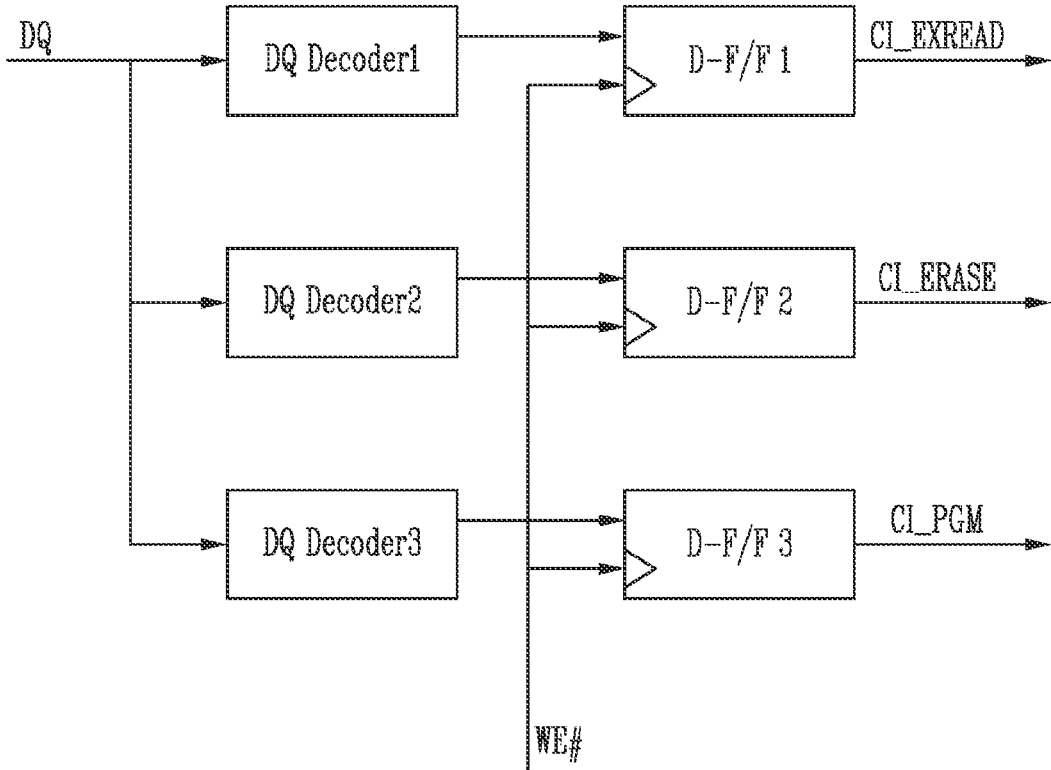 DQ
DQ Decoder1
D-F/F 1
CI_EXREAD
DQ Decoder2
D-F/F 2
CI_ERASE
DQ Decoder3
D-F/F 3
CI_PGM
WE#